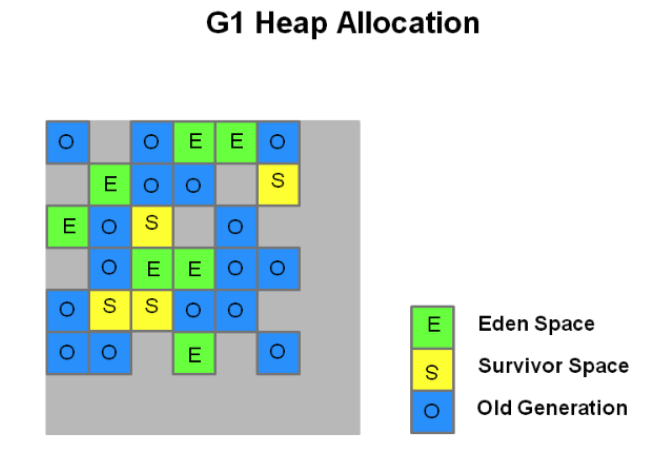 G1 Heap Allocation
O O E E O
E O O S
E O S O
O E E O O
O S S O O
O O E O
E Eden Space
S Survivor Space
O Old Generation